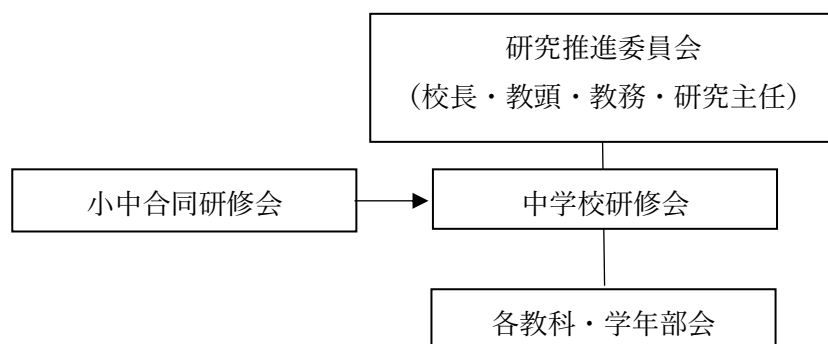 研究推進委員会
（校長・教頭・教務・研究主任）
小中合同研修会
中学校研修会
各教科・学年部会